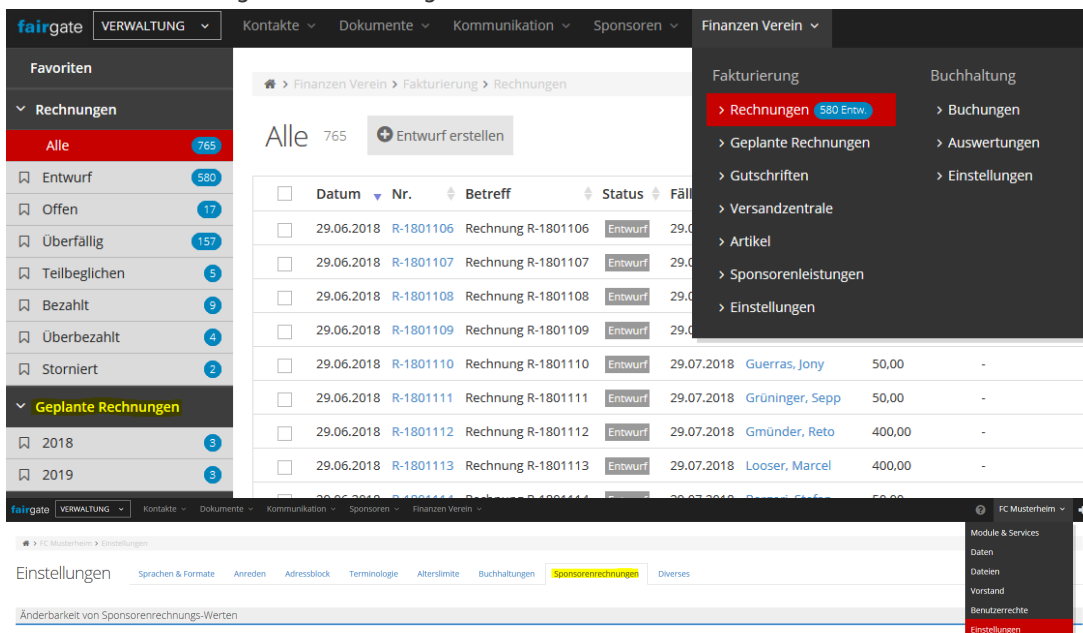 fairgate VERWALTUNG Kontakte Dokumente Kommunikation Sponsoren Finanzen Verein
Favoriten
Rechnungen
Alle 765
Entwurf 580
Offen 17
Überfällig 157
Teilbeglichen 5
Bezahlt 9
Überbezahlt 4
Storniert 2
Geplante Rechnungen
2018 3
2019 3
Finanzen Verein > Fakturierung > Rechnungen
Alle 765 Entwurf erstellen
Datum Nr. Betreff Status Fäll
29.06.2018 R-1801106 Rechnung R-1801106 Entwurf 29.0
29.06.2018 R-1801107 Rechnung R-1801107 Entwurf 29.0
29.06.2018 R-1801108 Rechnung R-1801108 Entwurf 29.0
29.06.2018 R-1801109 Rechnung R-1801109 Entwurf 29.0
29.06.2018 R-1801110 Rechnung R-1801110 Entwurf 29.07.2018 Guerras, Jony 50,00 -
29.06.2018 R-1801111 Rechnung R-1801111 Entwurf 29.07.2018 Grüninger, Sepp 50,00 -
29.06.2018 R-1801112 Rechnung R-1801112 Entwurf 29.07.2018 Gmünder, Reto 400,00 -
29.06.2018 R-1801113 Rechnung R-1801113 Entwurf 29.07.2018 Looser, Marcel 400,00 -
Fakturierung
> Rechnungen 580 Entw.
> Geplante Rechnungen
> Gutschriften
> Versandzentrale
> Artikel
> Sponsorenleistungen
> Einstellungen
Buchhaltung
> Buchungen
> Auswertungen
> Einstellungen
fairgate VERWALTUNG Kontakte Dokumente Kommunikation Sponsoren Finanzen Verein FC Musterheim
> FC Musterheim > Einstellungen
Einstellungen Sprachen & Formate Anreden Adressblock Terminologie Alterslimite Buchhaltungen Sponsorenrechnungen Diverses
Änderbarkeit von Sponsorenrechnungs-Werten
Module & Services
Daten
Dateien
Vorstand
Benutzerrechte
Einstellungen